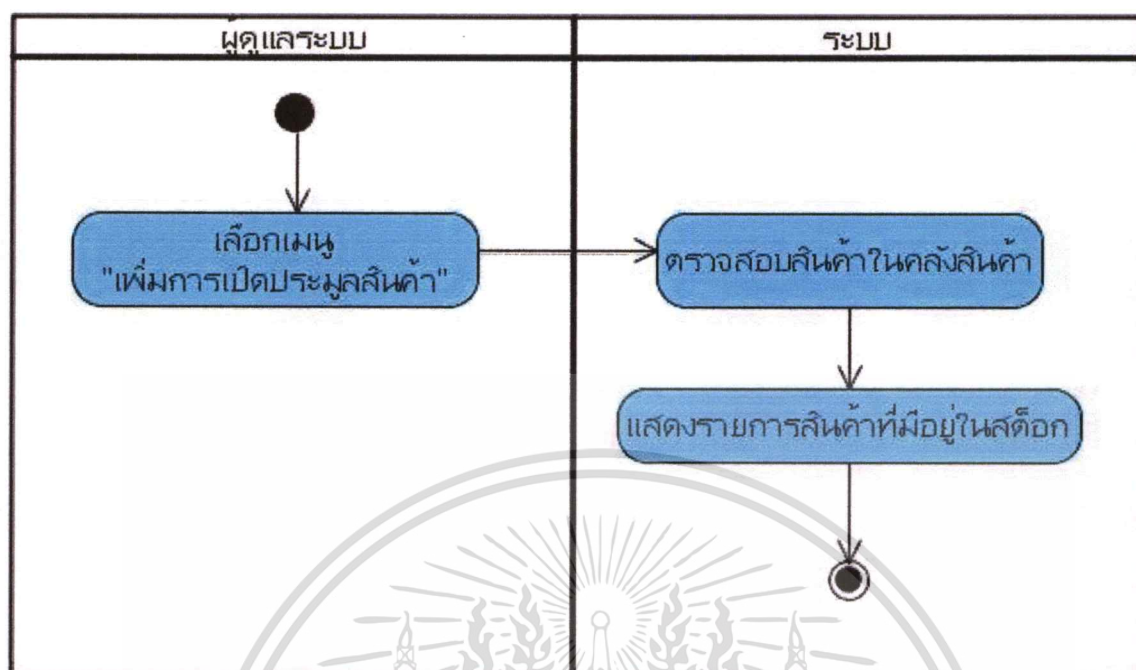 ผู้ดูแลระบบ
ระบบ
เลือกเมนู
"เพิ่มการเปิดประมูลสินค้า"
ตรวจสอบสินค้าในคลังสินค้า
แสดงรายการสินค้าที่มีอยู่ในสต็อก